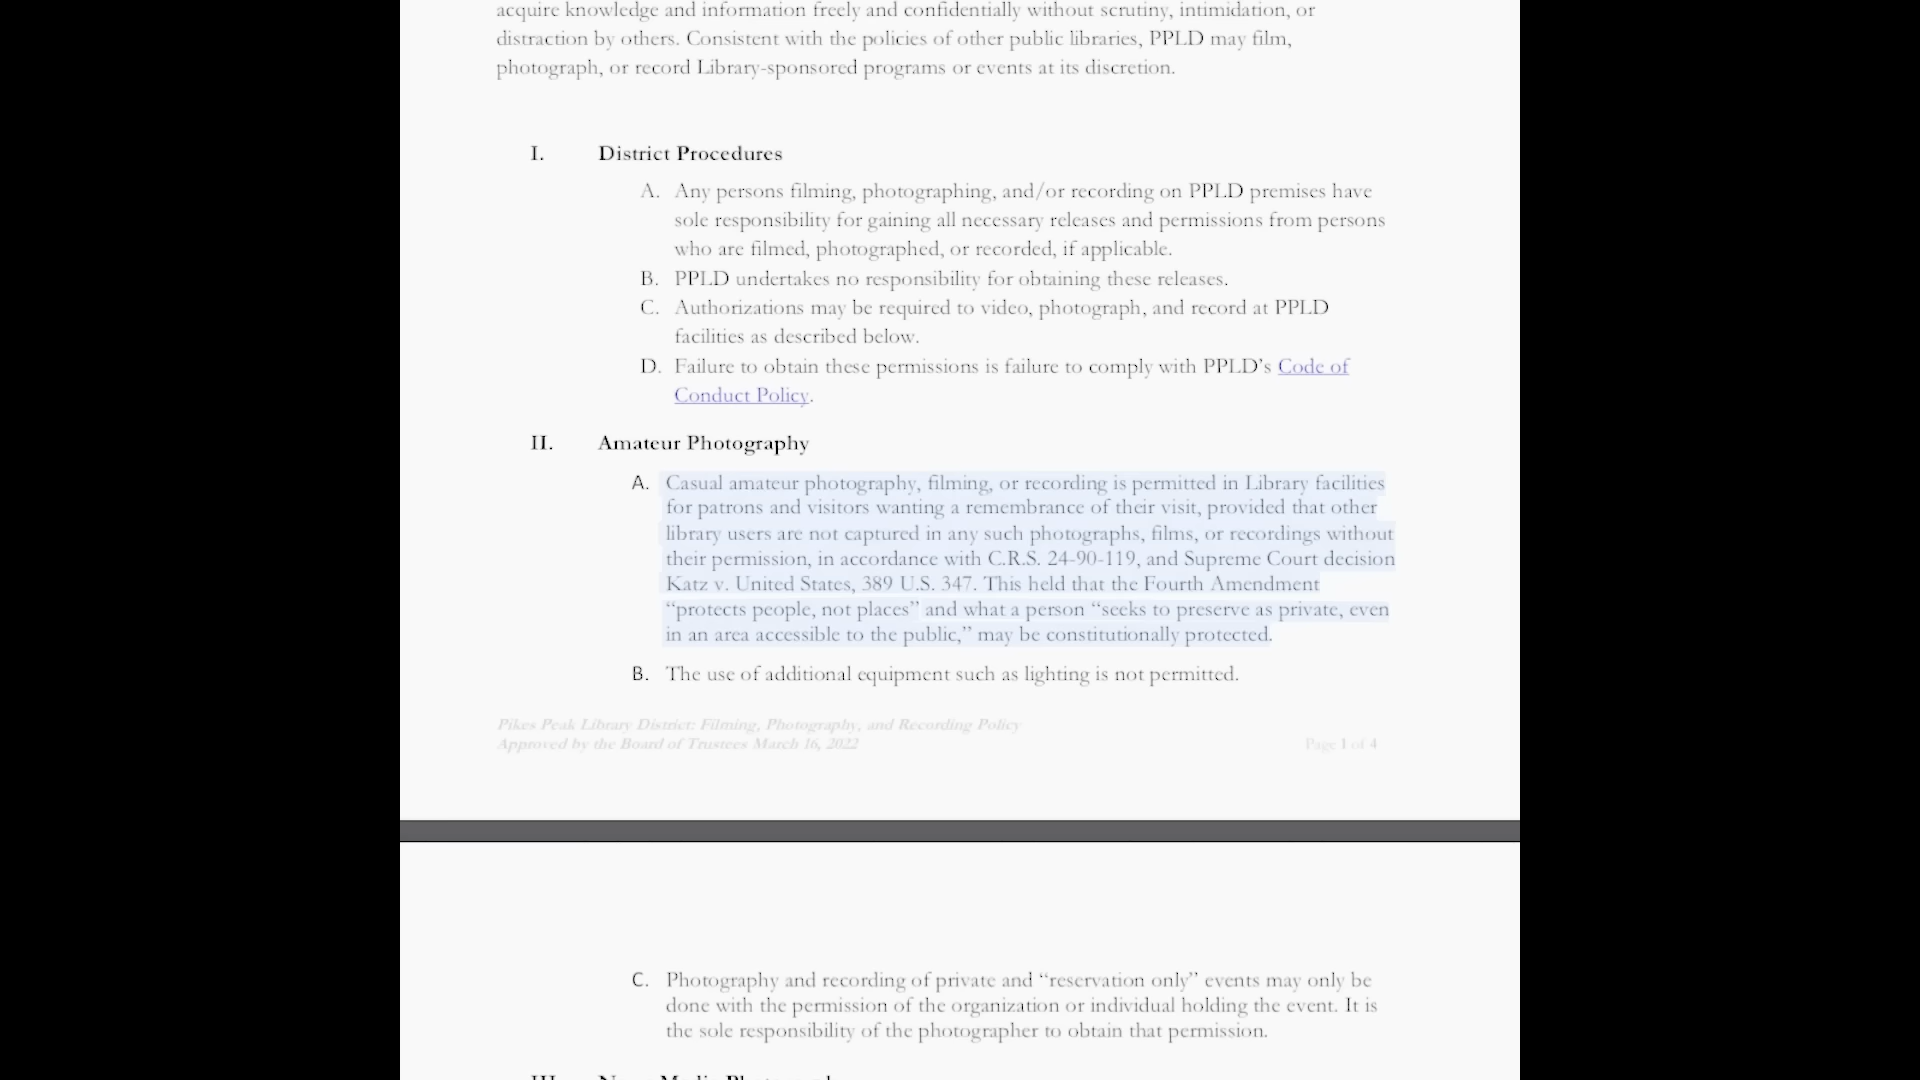 acquire knowledge and information freely and confidentially without scrutiny, intimidation, or
distraction by others. Consistent with the policies of other public libraries, PPLD may film,
photograph, or record Library-sponsored programs or events at its discretion.
I. District Procedures
A. Any persons filming, photographing, and/or recording on PPLD premises have
sole responsibility for gaining all necessary releases and permissions from persons
who are filmed, photographed, or recorded, if applicable.
B. PPLD undertakes no responsibility for obtaining these releases.
C. Authorizations may be required to video, photograph, and record at PPLD
facilities as described below.
D. Failure to obtain these permissions is failure to comply with PPLD’s Code of
Conduct Policy.
II. Amateur Photography
A. Casual amateur photography, filming, or recording is permitted in Library facilities
for patrons and visitors wanting a remembrance of their visit, provided that other
library users are not captured in any such photographs, films, or recordings without
their permission, in accordance with C.R.S. 24-90-119, and Supreme Court decision
Katz v. United States, 389 U.S. 347. This held that the Fourth Amendment
“protects people, not places” and what a person “seeks to preserve as private, even
in an area accessible to the public,” may be constitutionally protected.
B. The use of additional equipment such as lighting is not permitted.
Pikes Peak Library District: Filming, Photography, and Recording Policy
Approved by the Board of Trustees March 16, 2022 Page 1 of 4
C. Photography and recording of private and “reservation only” events may only be
done with the permission of the organization or individual holding the event. It is
the sole responsibility of the photographer to obtain that permission.